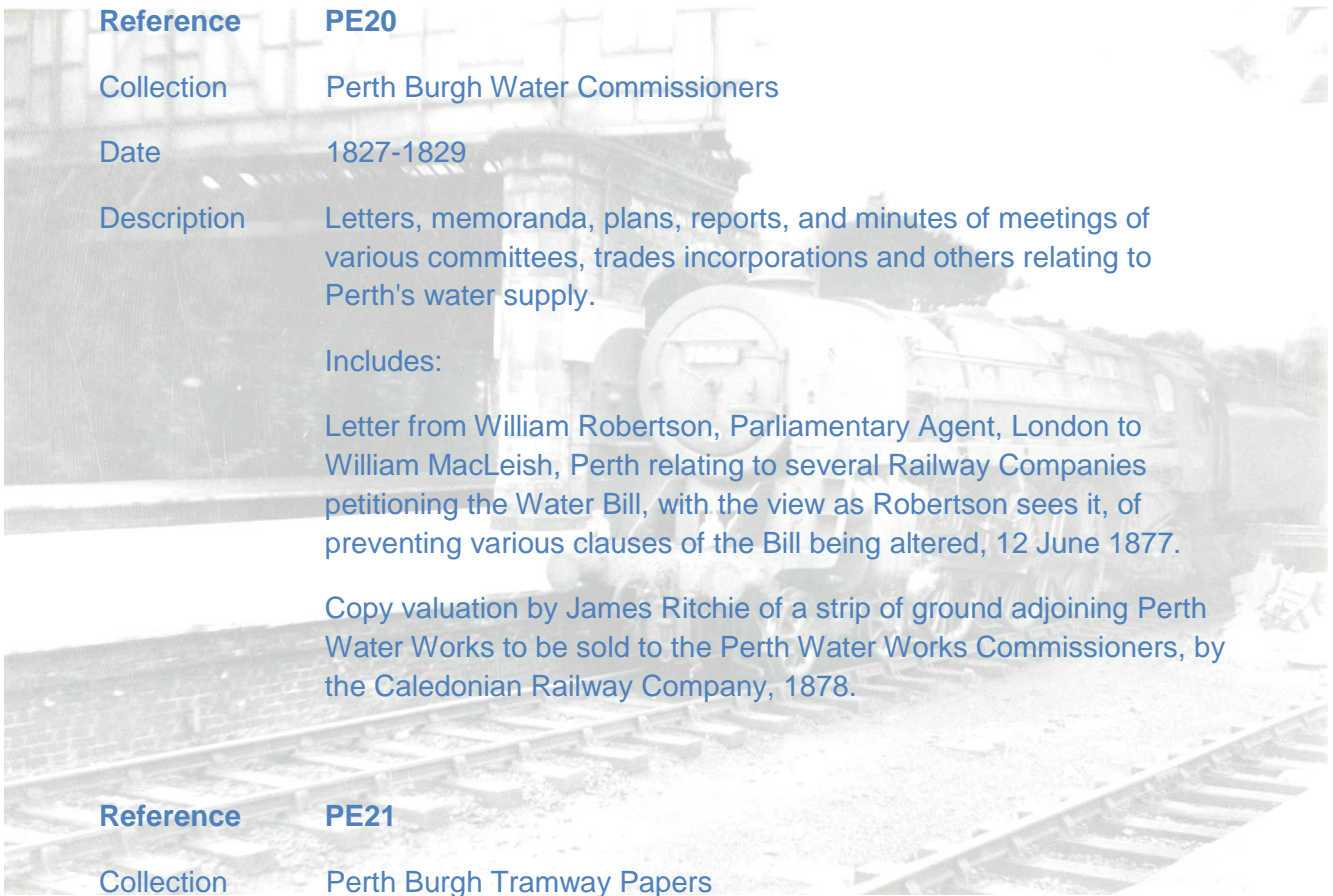 Reference PE20
Collection Perth Burgh Water Commissioners
Date 1827-1829
Description Letters, memoranda, plans, reports, and minutes of meetings of
various committees, trades incorporations and others relating to
Perth's water supply.
Includes:
Letter from William Robertson, Parliamentary Agent, London to
William MacLeish, Perth relating to several Railway Companies
petitioning the Water Bill, with the view as Robertson sees it, of
preventing various clauses of the Bill being altered, 12 June 1877.
Copy valuation by James Ritchie of a strip of ground adjoining Perth
Water Works to be sold to the Perth Water Works Commissioners, by
the Caledonian Railway Company, 1878.
Reference PE21
Collection Perth Burgh Tramway Papers